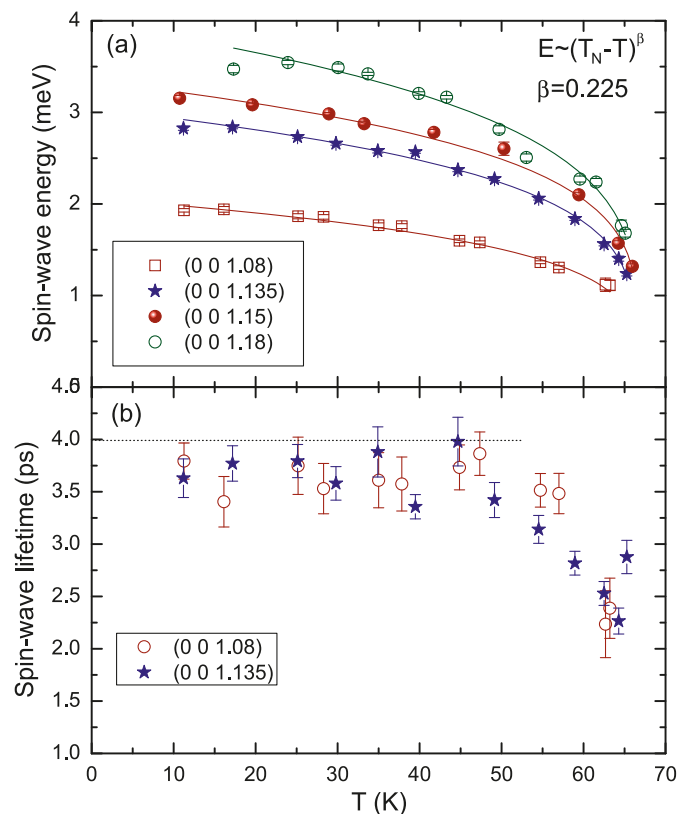 (a)
E~(T_N-T)^β
β=0.225
4
3
2
1
Spin-wave energy (meV)
(0 0 1.08)
(0 0 1.135)
(0 0 1.15)
(0 0 1.18)
(b)
4.5
4.0
3.5
3.0
2.5
2.0
1.5
1.0
Spin-wave lifetime (ps)
(0 0 1.08)
(0 0 1.135)
0 10 20 30 40 50 60 70
T (K)